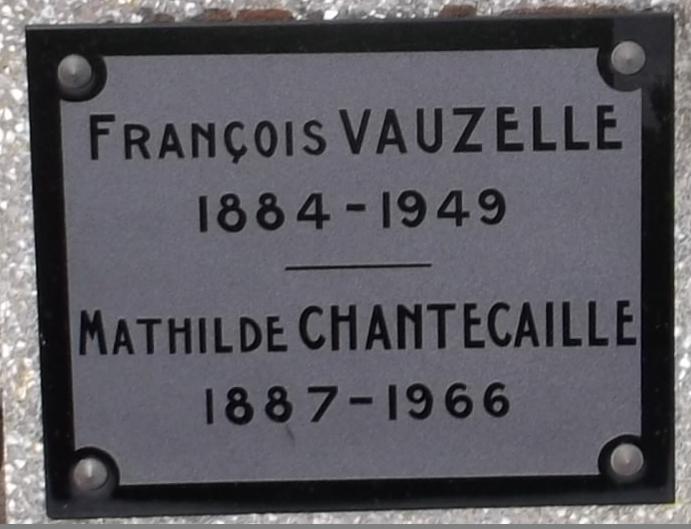 FRANÇOIS VAUZELLE
1884-1949
MATHILDE CHANTECAILLE
1887-1966